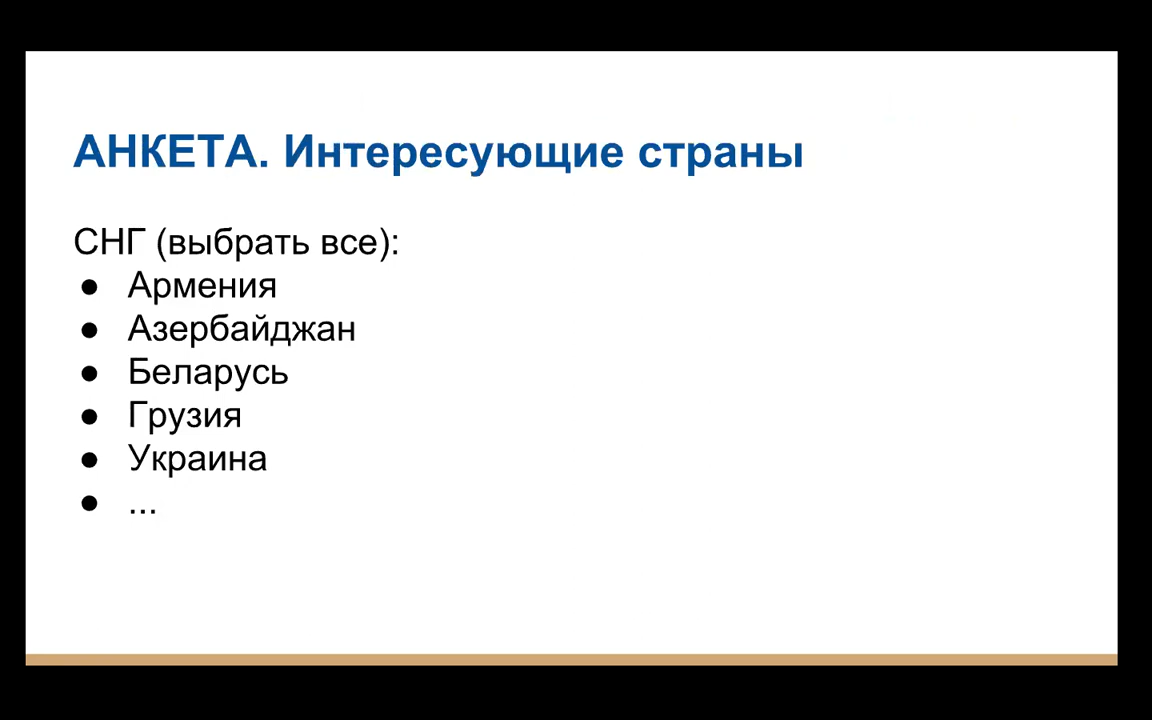 АНКЕТА. Интересующие страны
СНГ (выбрать все):
● Армения
● Азербайджан
● Беларусь
● Грузия
● Украина
● ...